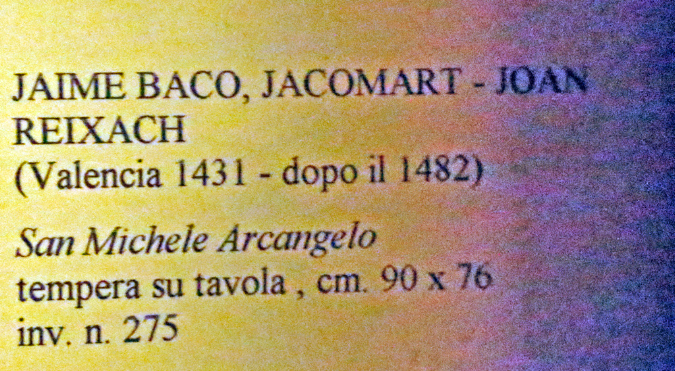 JAIME BACO, JACOMART - JOAN
REIXACH
(Valencia 1431 - dopo il 1482)
San Michele Arcangelo
tempera su tavola , cm. 90 x 76
inv. n. 275